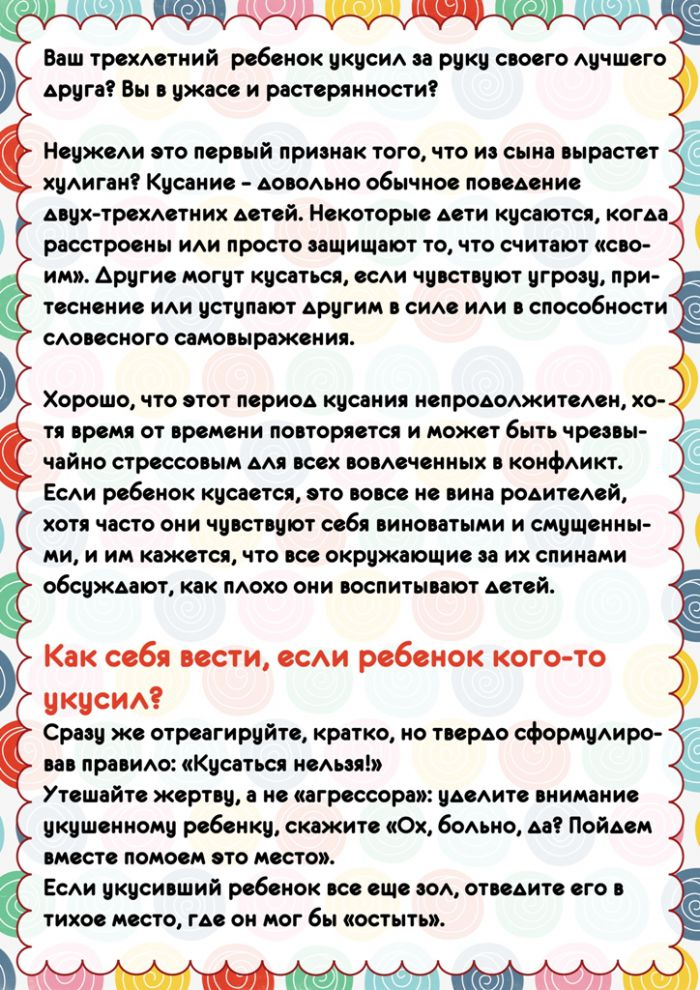 Ваш трехлетний ребенок укусил за руку своего лучшего
друга? Вы в ужасе и растерянности?
Неужели это первый признак того, что из сына вырастет
хулиган? Кусание – довольно обычное поведение
двух-трехлетних детей. Некоторые дети кусаются, когда
расстроены или просто защищают то, что считают «сво-
им». Другие могут кусаться, если чувствуют угрозу, при-
теснение или уступают другим в силе или в способности
словесного самовыражения.
Хорошо, что этот период кусания непродолжителен, хо-
тя время от времени повторяется и может быть чрезвы-
чайно стрессовым для всех вовлеченных в конфликт.
Если ребенок кусается, это вовсе не вина родителей,
хотя часто они чувствуют себя виноватыми и смущенны-
ми, и им кажется, что все окружающие за их спинами
обсуждают, как плохо они воспитывают детей.
Как себя вести, если ребенок кого-то
укусил?
Сразу же отреагируйте, кратко, но твердо сформулиро-
вав правило: «Кусаться нельзя!»
Утешайте жертву, а не «агрессора»: уделите внимание
укушенному ребенку, скажите «Ох, больно, да? Пойдем
вместе помоем это место».
Если укусивший ребенок все еще зол, отведите его в
тихое место, где он мог бы «остыть».